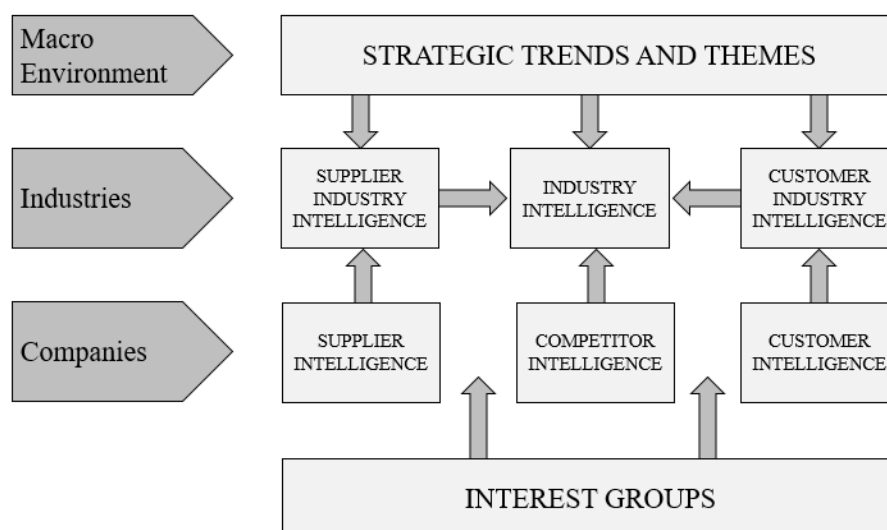 Macro
Environment
STRATEGIC TRENDS AND THEMES
Industries
SUPPLIER
INDUSTRY
INTELLIGENCE
INDUSTRY
INTELLIGENCE
CUSTOMER
INDUSTRY
INTELLIGENCE
Companies
SUPPLIER
INTELLIGENCE
COMPETITOR
INTELLIGENCE
CUSTOMER
INTELLIGENCE
INTEREST GROUPS